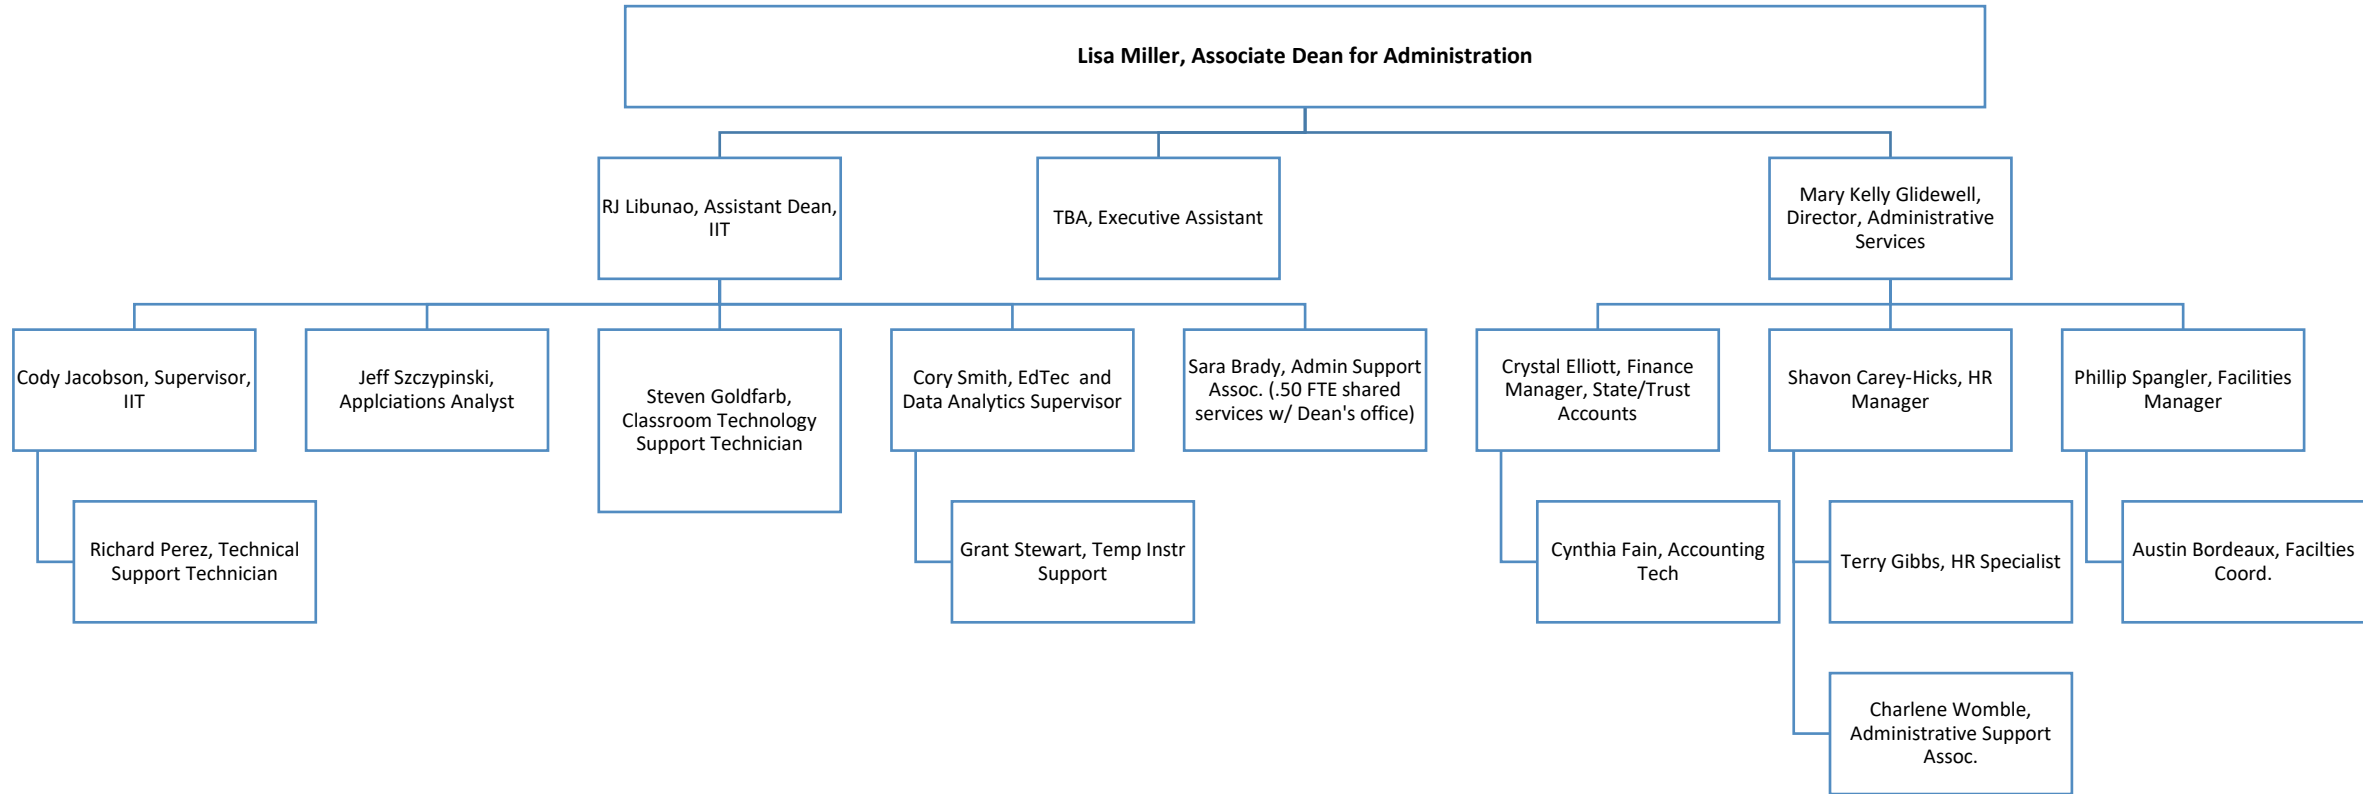 Lisa Miller, Associate Dean for Administration
RJ Libunao, Assistant Dean,
IIT
TBA, Executive Assistant
Mary Kelly Glidewell,
Director, Administrative
Services
Cody Jacobson, Supervisor,
IIT
Jeff Szczypinski,
Applciations Analyst
Steven Goldfarb,
Classroom Technology
Support Technician
Cory Smith, EdTec  and
Data Analytics Supervisor
Sara Brady, Admin Support
Assoc. (.50 FTE shared
services w/ Dean's office)
Crystal Elliott, Finance
Manager, State/Trust
Accounts
Shavon Carey-Hicks, HR
Manager
Phillip Spangler, Facilities
Manager
Richard Perez, Technical
Support Technician
Grant Stewart, Temp Instr
Support
Cynthia Fain, Accounting
Tech
Terry Gibbs, HR Specialist
Austin Bordeaux, Facilties
Coord.
Charlene Womble,
Administrative Support
Assoc.